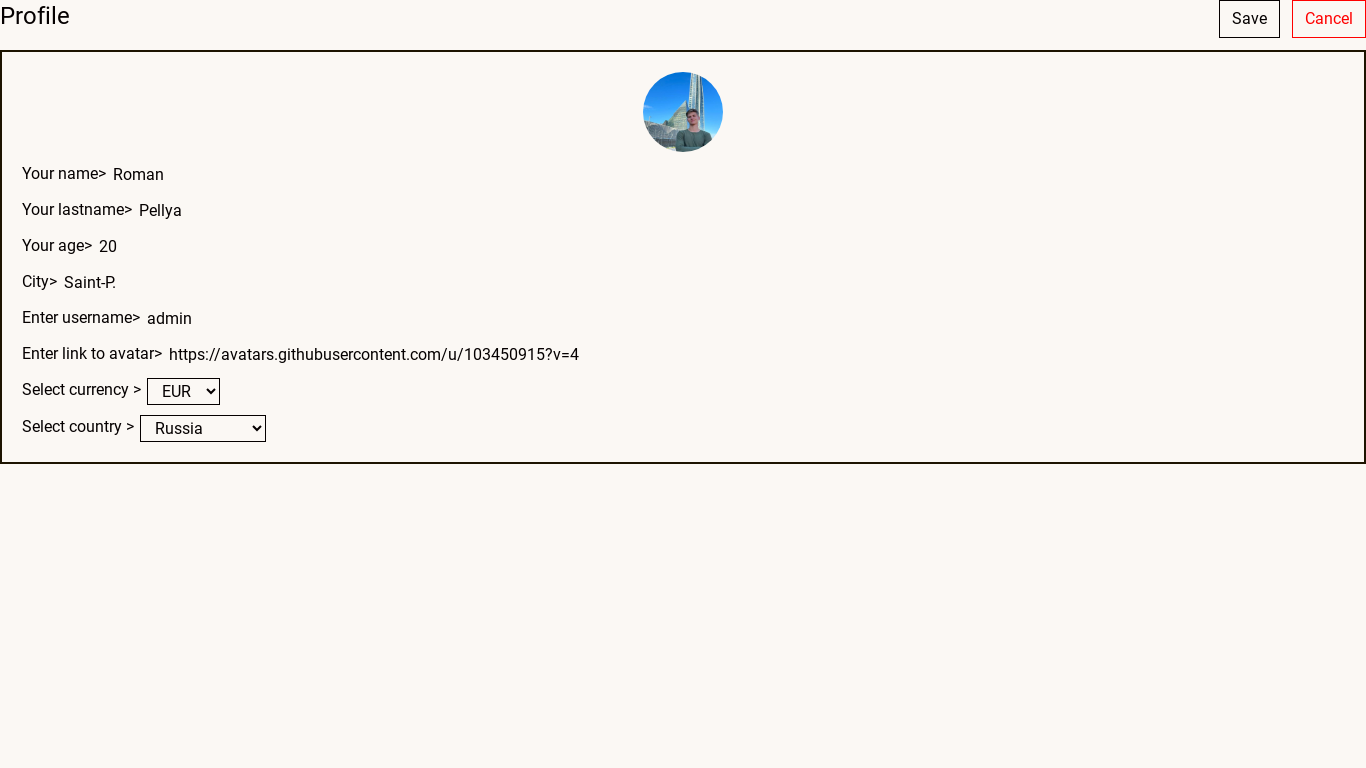 Profile
Save
Cancel
Your name> Roman
Your lastname> Pellya
Your age> 20
City> Saint-P.
Enter username> admin
Enter link to avatar> https://avatars.githubusercontent.com/u/103450915?v=4
Select currency > EUR
Select country > Russia